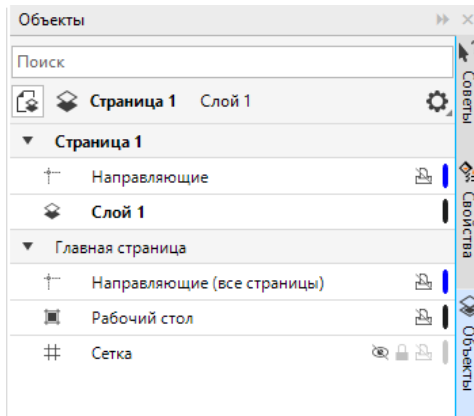 Объекты
Поиск
Страница 1 Слой 1
Страница 1
Направляющие
Слой 1
Главная страница
Направляющие (все страницы)
Рабочий стол
Сетка
Советы
Свойства
Объекты